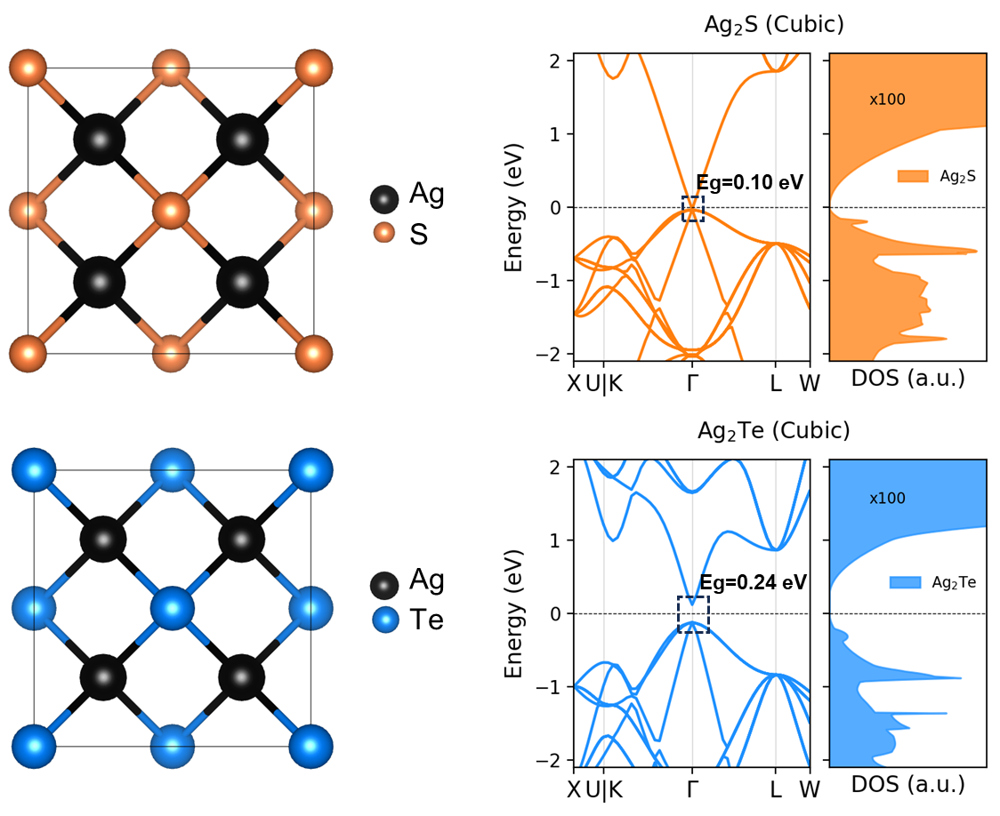 Ag
S
Ag₂S (Cubic)
Energy (eV)
2
1
0
−1
−2
Eg=0.10 eV
X U|K Γ L W
x100
Ag₂S
DOS (a.u.)
Ag
Te
Ag₂Te (Cubic)
Energy (eV)
2
1
0
−1
−2
Eg=0.24 eV
X U|K Γ L W
x100
Ag₂Te
DOS (a.u.)